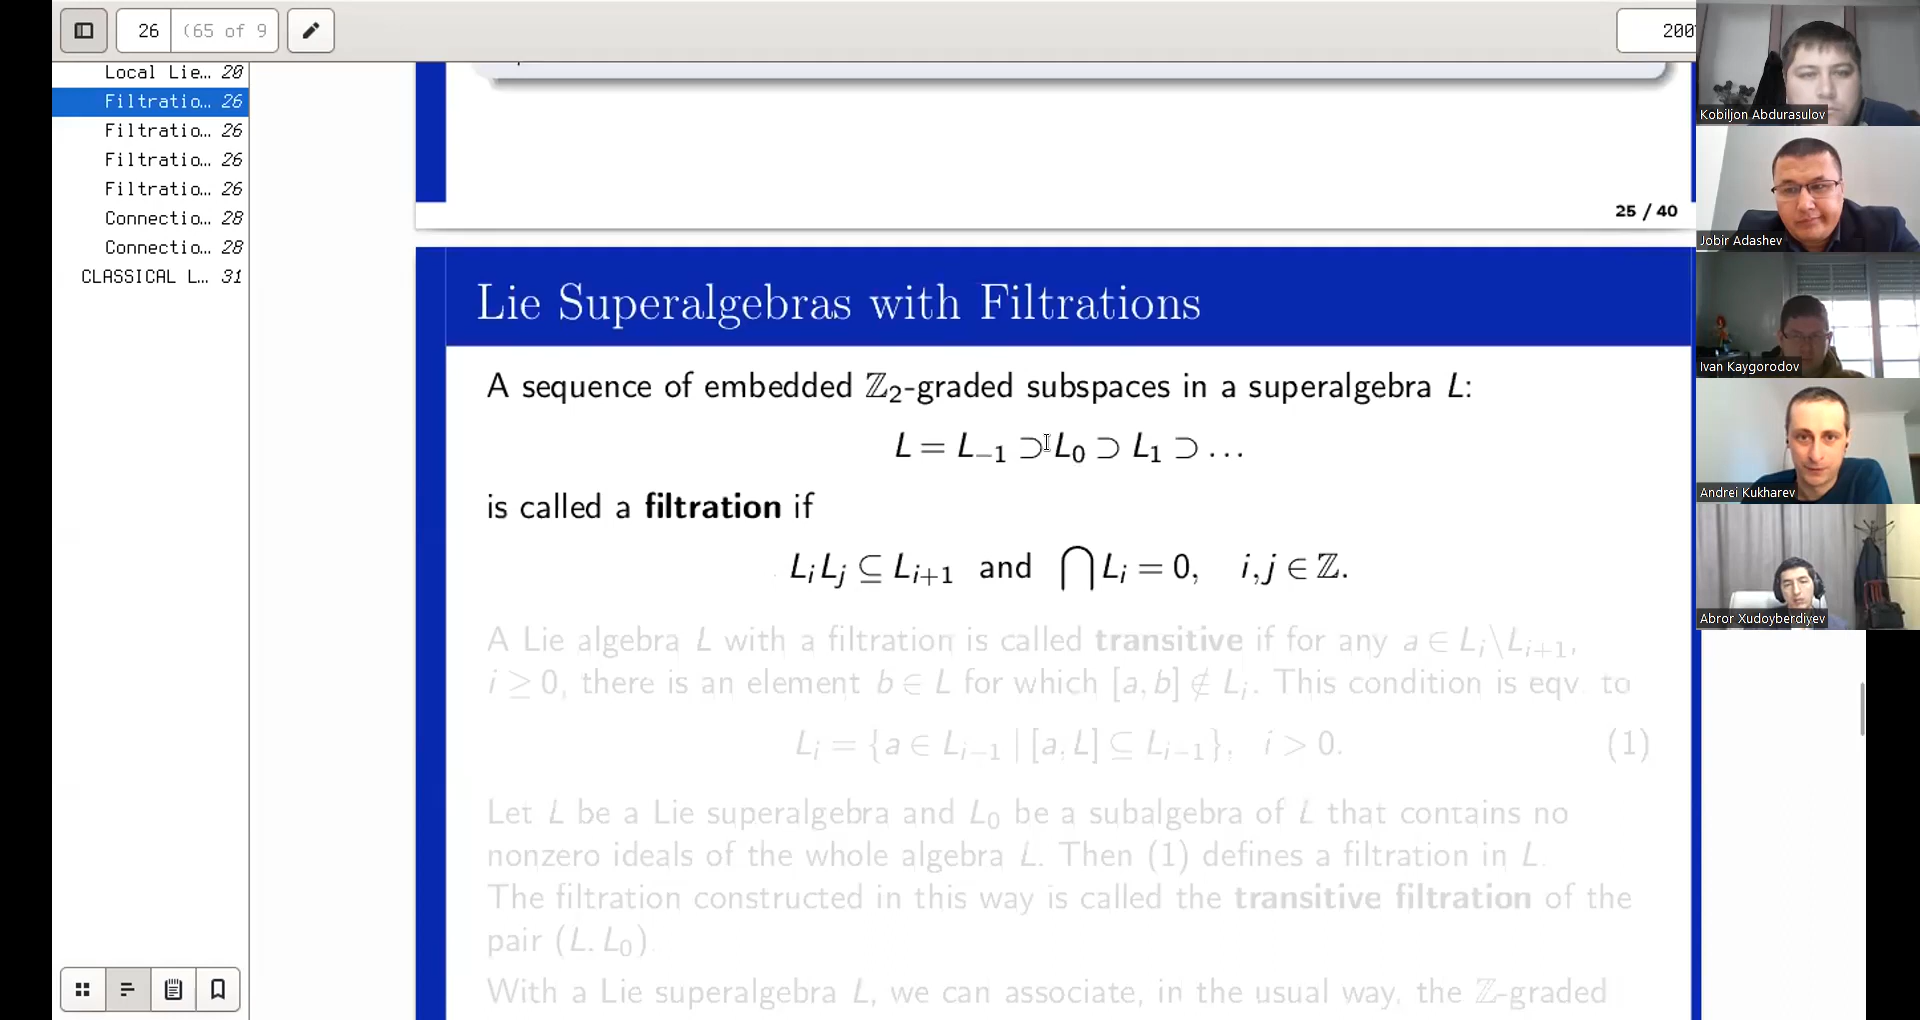 26
(65 of 9
200
Local Lie… 20
Filtratio… 26
Filtratio… 26
Filtratio… 26
Filtratio… 26
Connectio… 28
Connectio… 28
CLASSICAL L… 31
25 / 40
Lie Superalgebras with Filtrations
A sequence of embedded ℤ₂-graded subspaces in a superalgebra L:
L = L₋₁ ⊃ L₀ ⊃ L₁ ⊃ …
is called a filtration if
LᵢLⱼ ⊆ Lᵢ₊₁ and ⋂ Lᵢ = 0, i,j ∈ ℤ.
A Lie algebra L with a filtration is called transitive if for any a ∈ Lᵢ\Lᵢ₊₁,
i ≥ 0, there is an element b ∈ L for which [a, b] ∉ Lᵢ. This condition is eqv. to
Lᵢ = {a ∈ Lᵢ₋₁ | [a, L] ⊆ Lᵢ₋₁}, i > 0. (1)
Let L be a Lie superalgebra and L₀ be a subalgebra of L that contains no
nonzero ideals of the whole algebra L. Then (1) defines a filtration in L.
The filtration constructed in this way is called the transitive filtration of the
pair (L, L₀).
With a Lie superalgebra L, we can associate, in the usual way, the ℤ-graded
Kobiljon Abdurasulov
Jobir Adashev
Ivan Kaygorodov
Andrei Kukharev
Abror Xudoyberdiyev